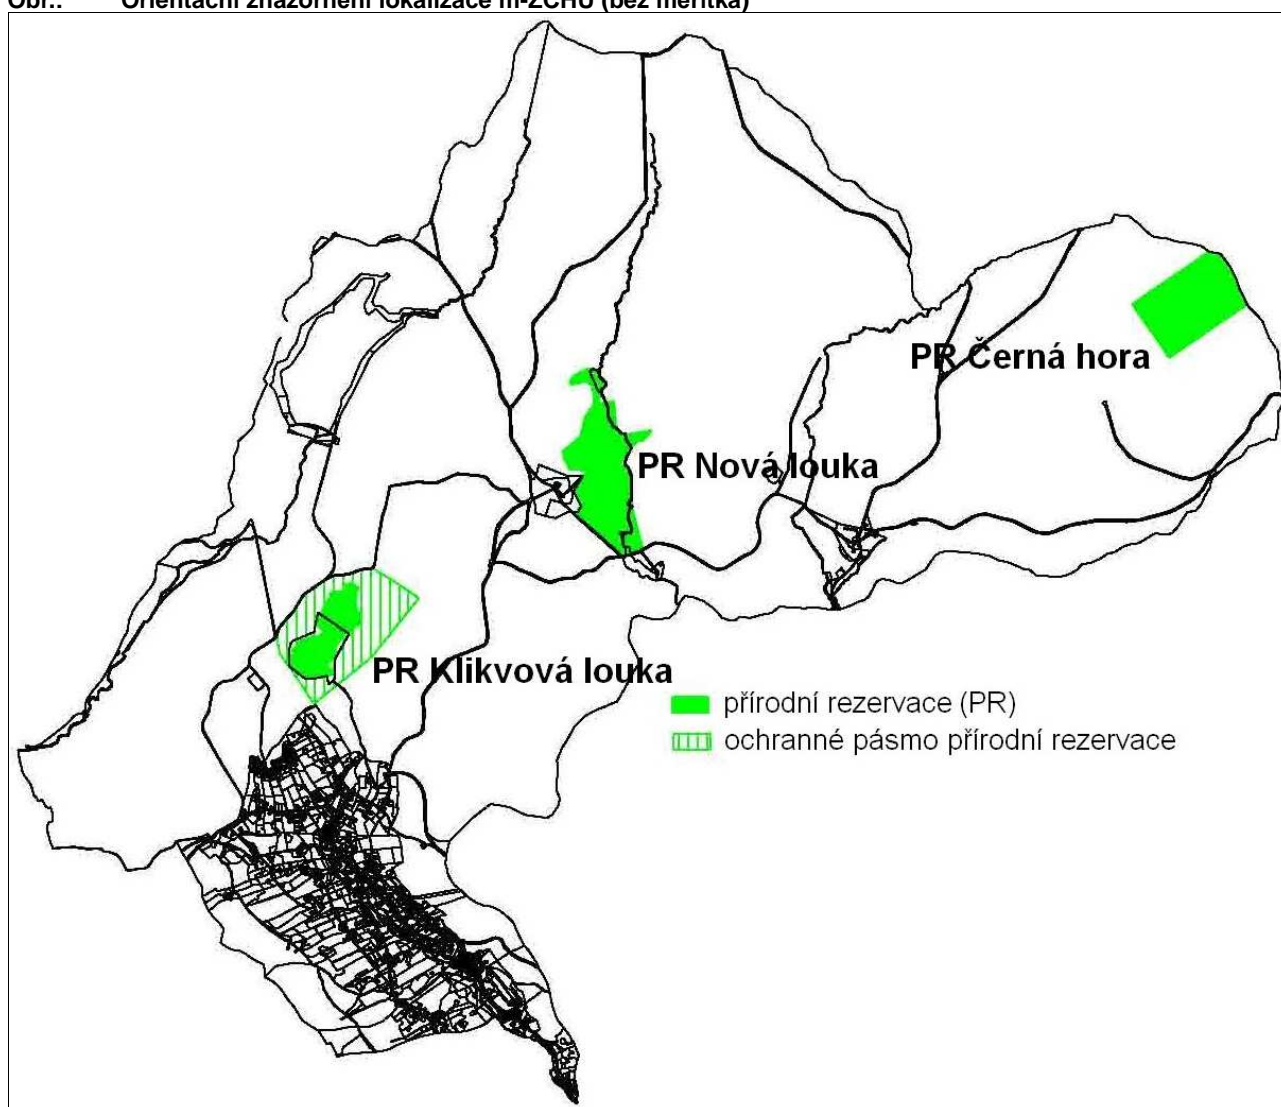 Obr.: Orientační znázornění lokalizace m-ZCHÚ (bez měřítka)
PR Černá hora
PR Nová louka
PR Klikvová louka
přírodní rezervace (PR)
ochranné pásmo přírodní rezervace